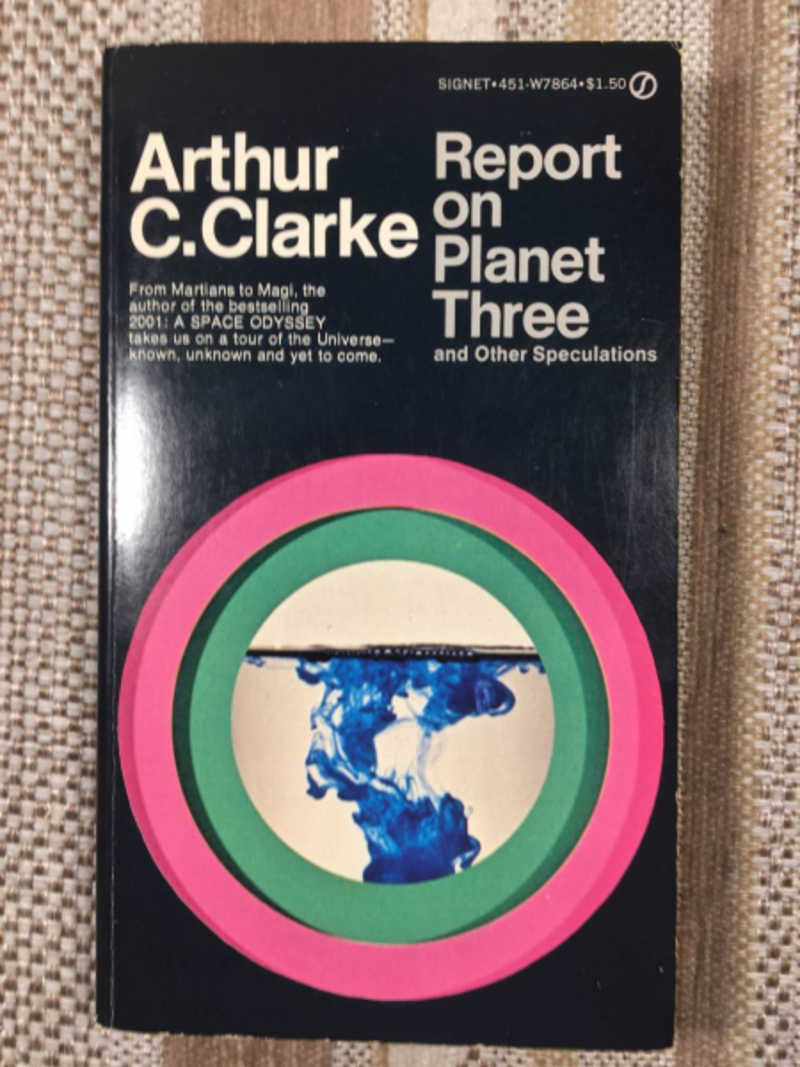 SIGNET•451-W7864•$1.50
Arthur
C.Clarke
From Martians to Magi, the
author of the bestselling
2001: A SPACE ODYSSEY
takes us on a tour of the Universe—
known, unknown and yet to come.
Report
on
Planet
Three
and Other Speculations